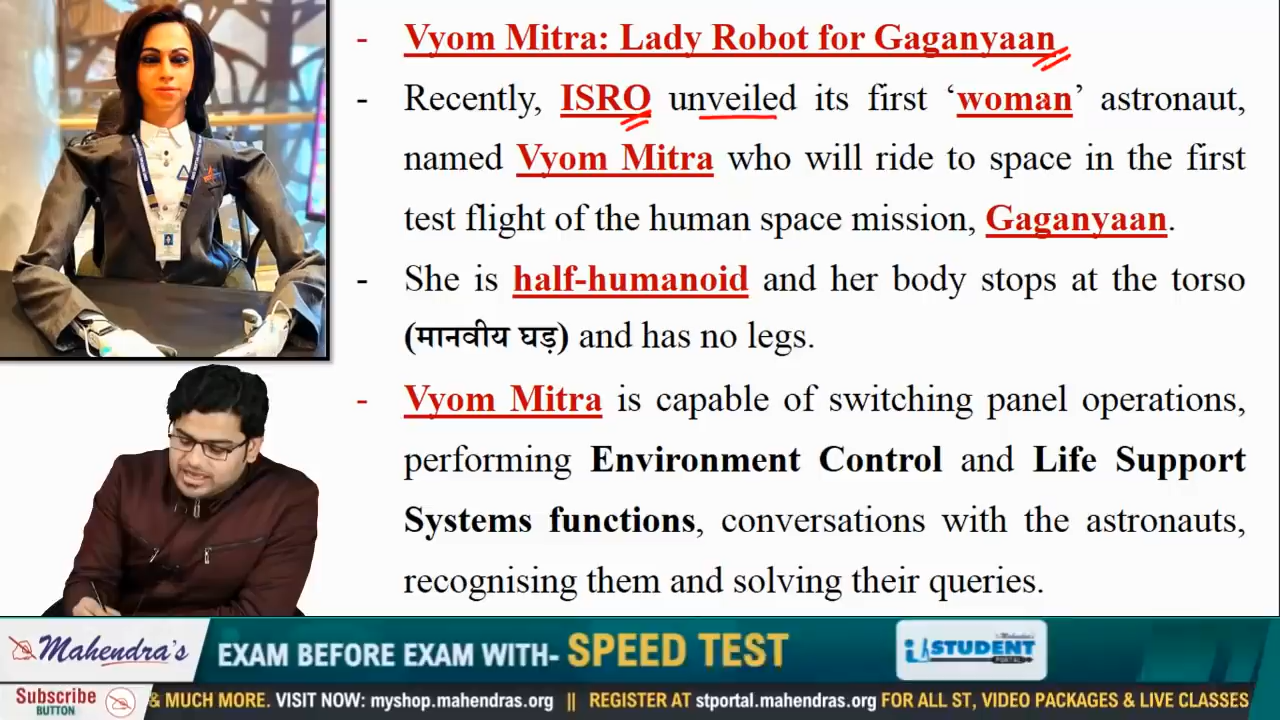 - Vyom Mitra: Lady Robot for Gaganyaan
- Recently, ISRO unveiled its first ‘woman’ astronaut,
named Vyom Mitra who will ride to space in the first
test flight of the human space mission, Gaganyaan.
- She is half-humanoid and her body stops at the torso
(मानवीय घड़) and has no legs.
- Vyom Mitra is capable of switching panel operations,
performing Environment Control and Life Support
Systems functions, conversations with the astronauts,
recognising them and solving their queries.
Mahendra's
EXAM BEFORE EXAM WITH- SPEED TEST
Mahendra's
STUDENT
PORTAL
Subscribe
BUTTON
& MUCH MORE. VISIT NOW: myshop.mahendras.org || REGISTER AT stportal.mahendras.org FOR ALL ST, VIDEO PACKAGES & LIVE CLASSES